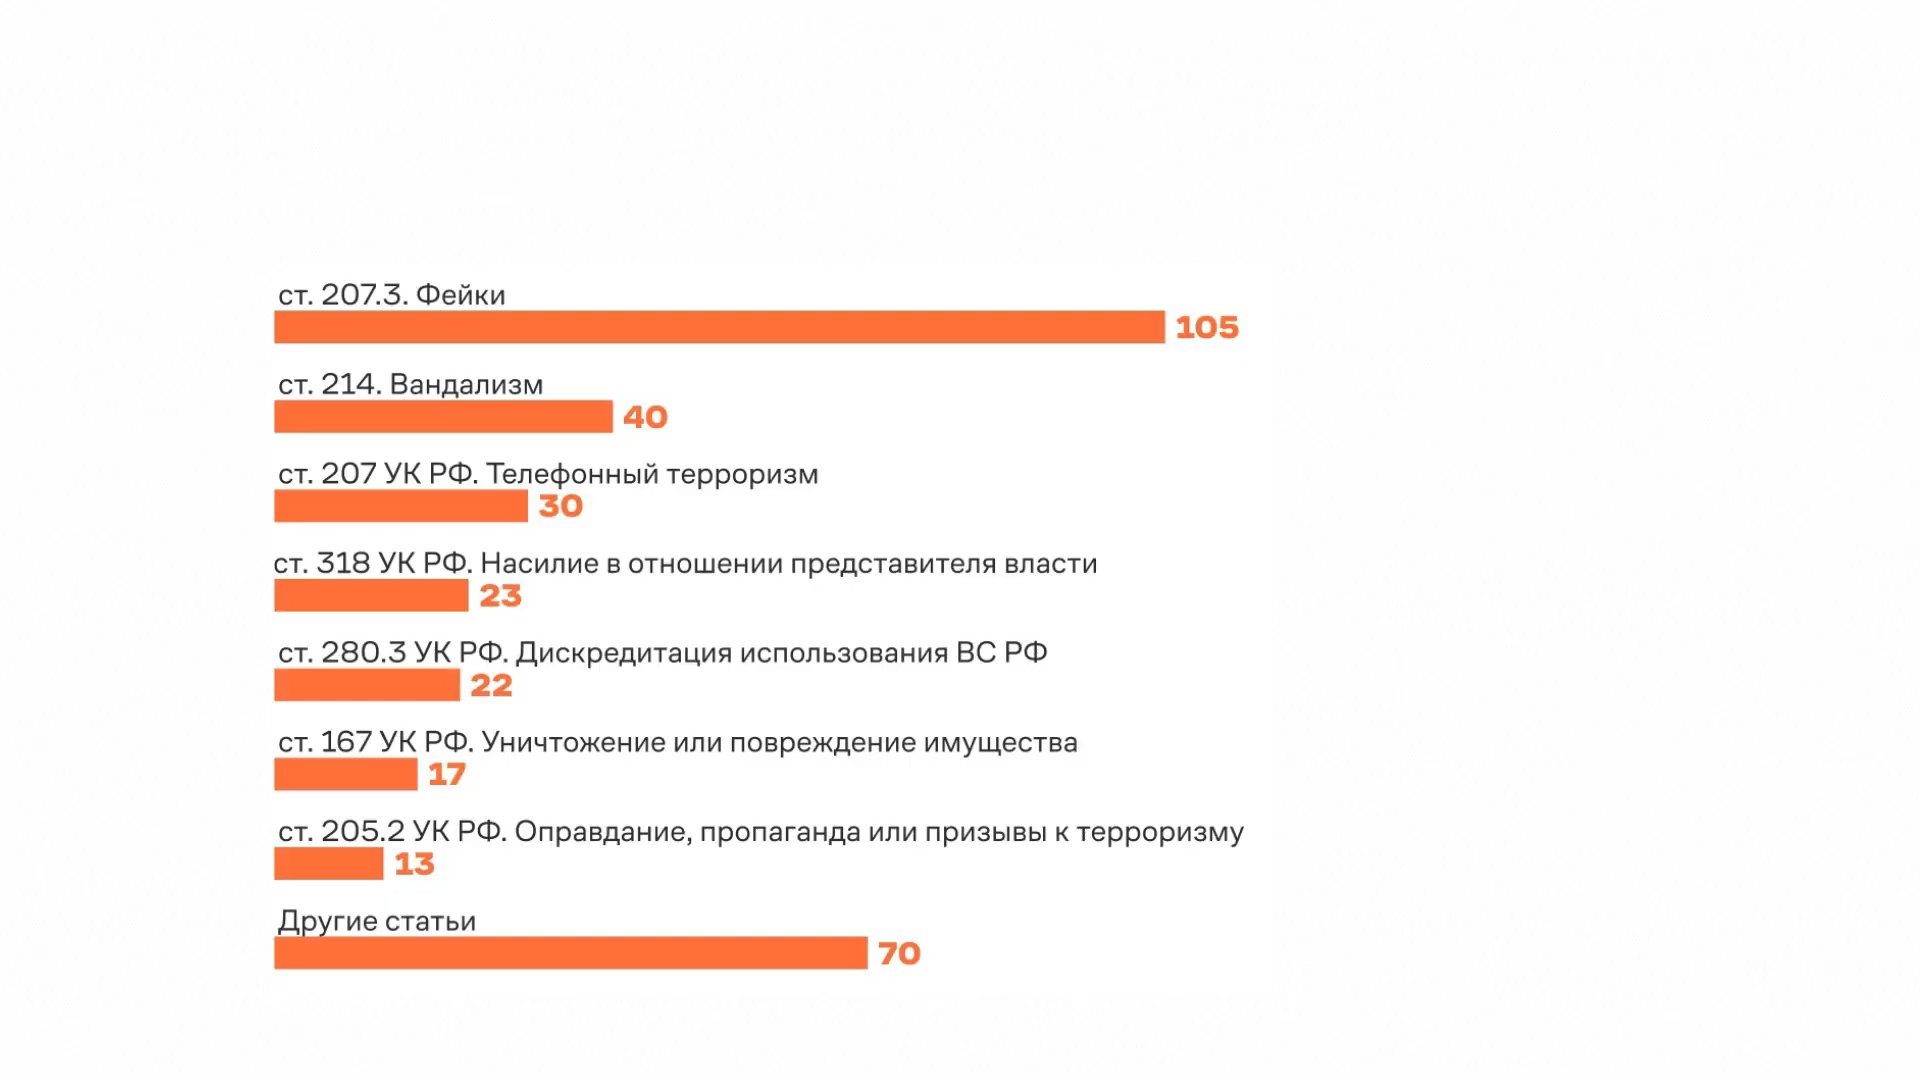 ст. 207.3. Фейки
105
ст. 214. Вандализм
40
ст. 207 УК РФ. Телефонный терроризм
30
ст. 318 УК РФ. Насилие в отношении представителя власти
23
ст. 280.3 УК РФ. Дискредитация использования ВС РФ
22
ст. 167 УК РФ. Уничтожение или повреждение имущества
17
ст. 205.2 УК РФ. Оправдание, пропаганда или призывы к терроризму
13
Другие статьи
70